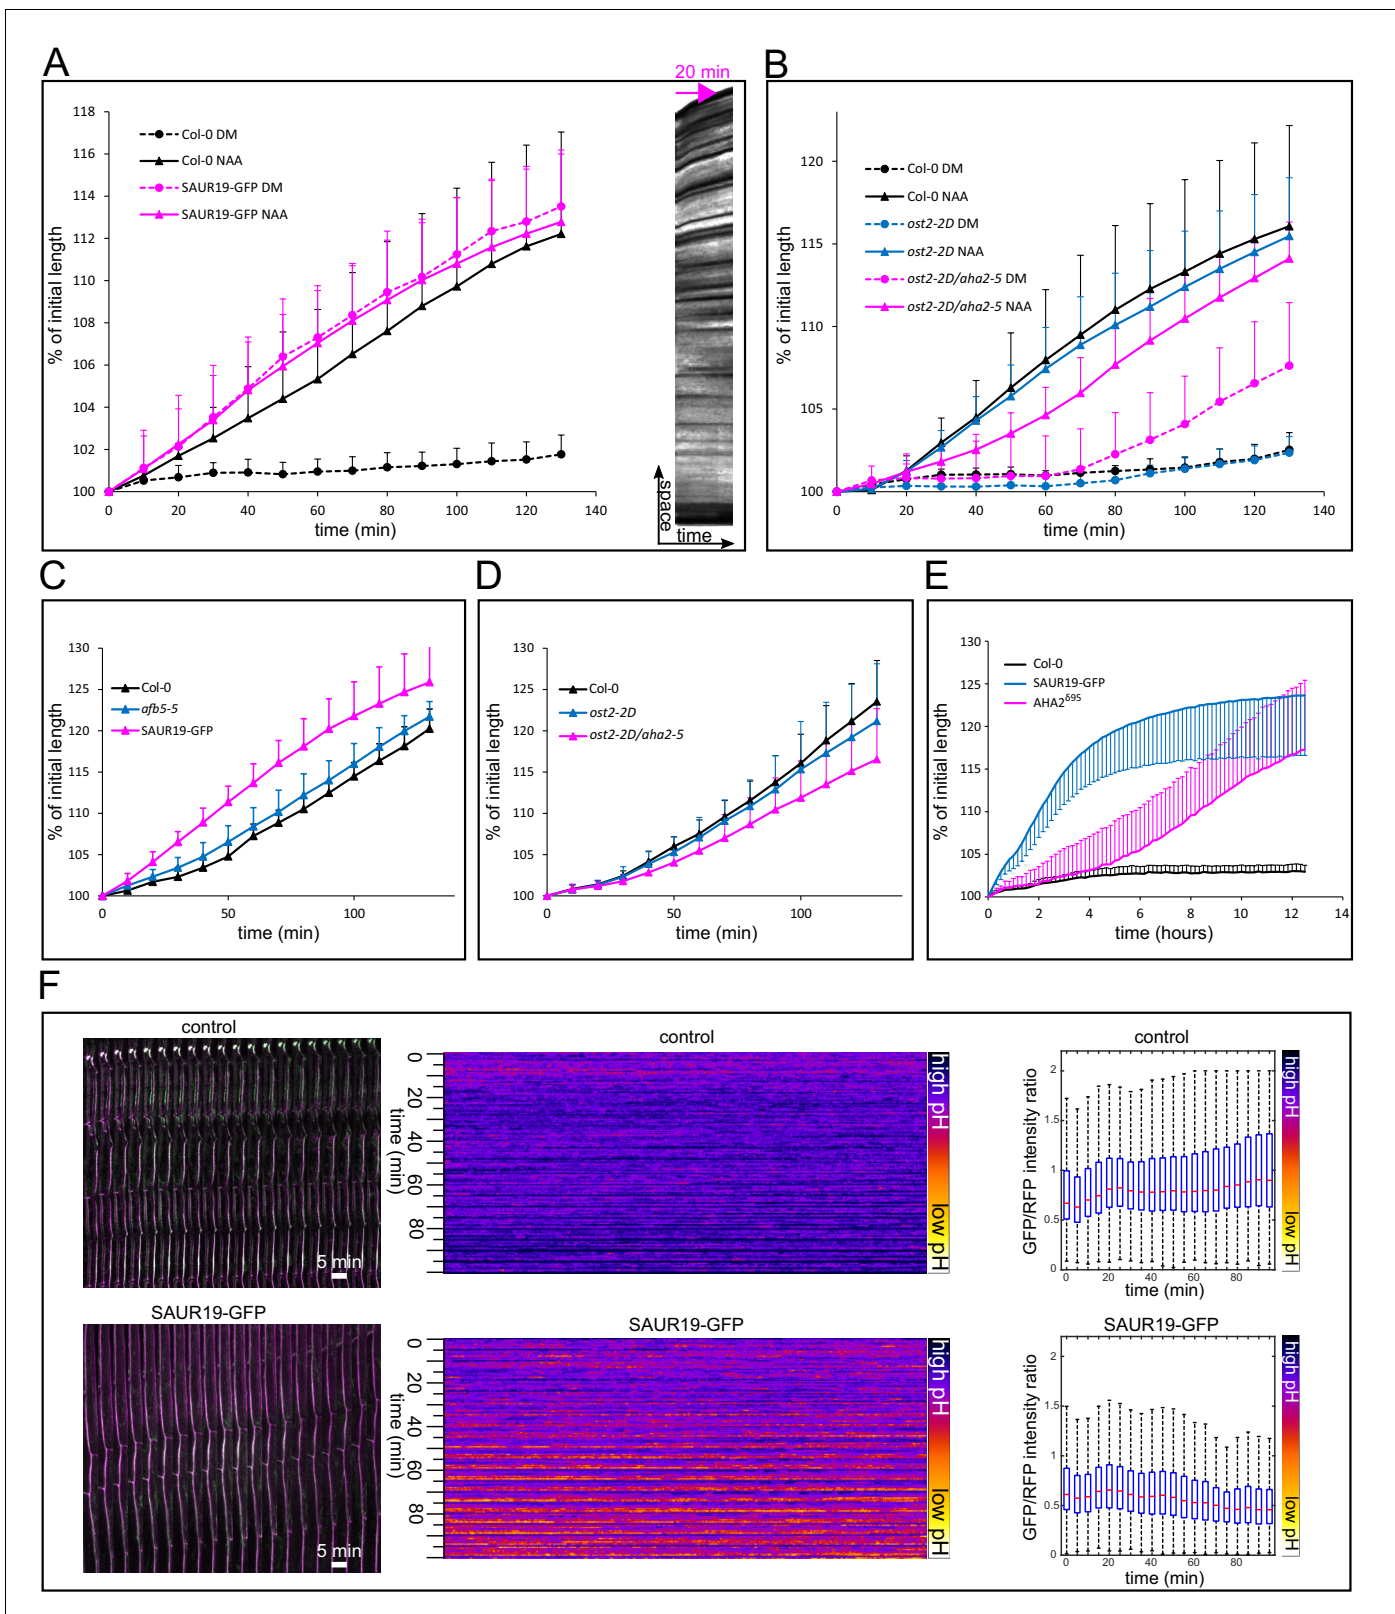 A
20 min
118
116
114
112
110
108
106
104
102
100
0 20 40 60 80 100 120 140
% of initial length
time (min)
Col-0 DM
Col-0 NAA
SAUR19-GFP DM
SAUR19-GFP NAA
space
time
B
120
115
110
105
100
0 20 40 60 80 100 120 140
% of initial length
time (min)
Col-0 DM
Col-0 NAA
ost2-2D DM
ost2-2D NAA
ost2-2D/aha2-5 DM
ost2-2D/aha2-5 NAA
C
130
125
120
115
110
105
100
0 50 100
% of initial length
time (min)
Col-0
afb5-5
SAUR19-GFP
D
130
125
120
115
110
105
100
0 50 100
% of initial length
time (min)
Col-0
ost2-2D
ost2-2D/aha2-5
E
130
125
120
115
110
105
100
0 2 4 6 8 10 12 14
% of initial length
time (hours)
Col-0
SAUR19-GFP
AHA2δ95
F
control
5 min
control
0
20
40
60
80
time (min)
high pH
low pH
control
2
1.5
1
0.5
0
0 20 40 60 80
GFP/RFP intensity ratio
time (min)
high pH
low pH
SAUR19-GFP
5 min
SAUR19-GFP
0
20
40
60
80
time (min)
high pH
low pH
SAUR19-GFP
2
1.5
1
0.5
0
0 20 40 60 80
GFP/RFP intensity ratio
time (min)
high pH
low pH